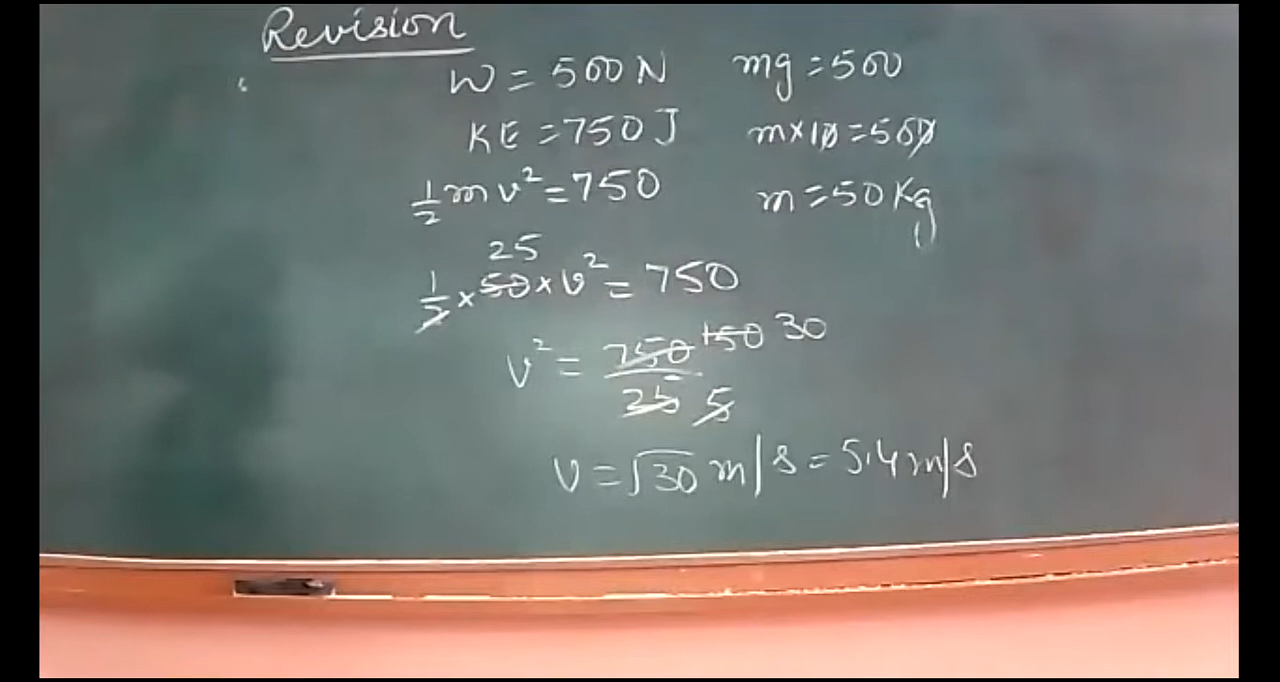 Revision
W = 500 N mg = 500
KE = 750 J m×10 = 500
1/2 mv² = 750 m = 50 Kg
25
1/2 × 50 × v² = 750
v² = 750/25 150/5 30
v = √30 m/s = 5.4 m/s